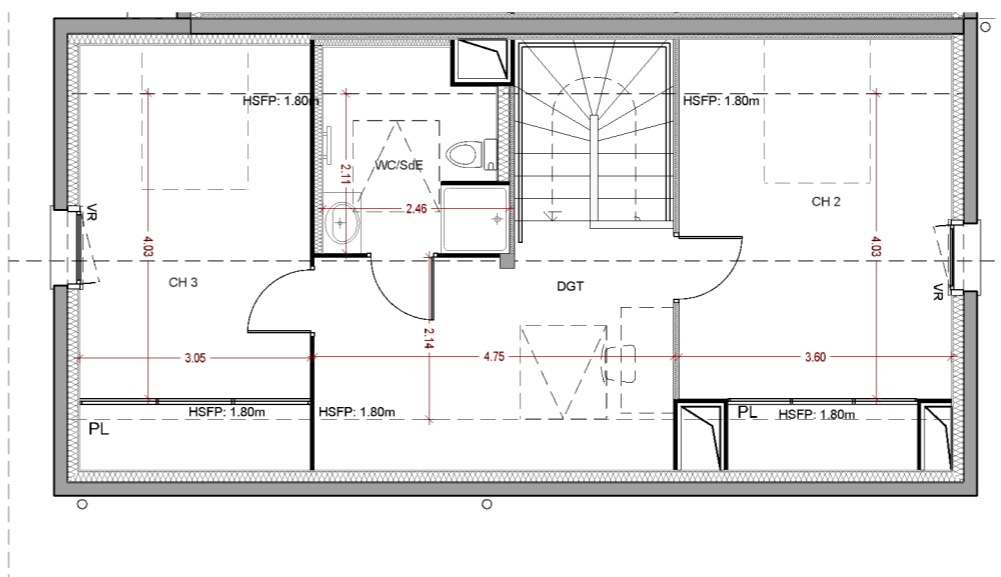 HSFP: 1.80m
HSFP: 1.80m
2.11
WC/SdE
CH 2
VR
2.46
4.03
4.03
CH 3
DGT
VR
2.14
3.05
4.75
3.60
HSFP: 1.80m
HSFP: 1.80m
PL
HSFP: 1.80m
PL